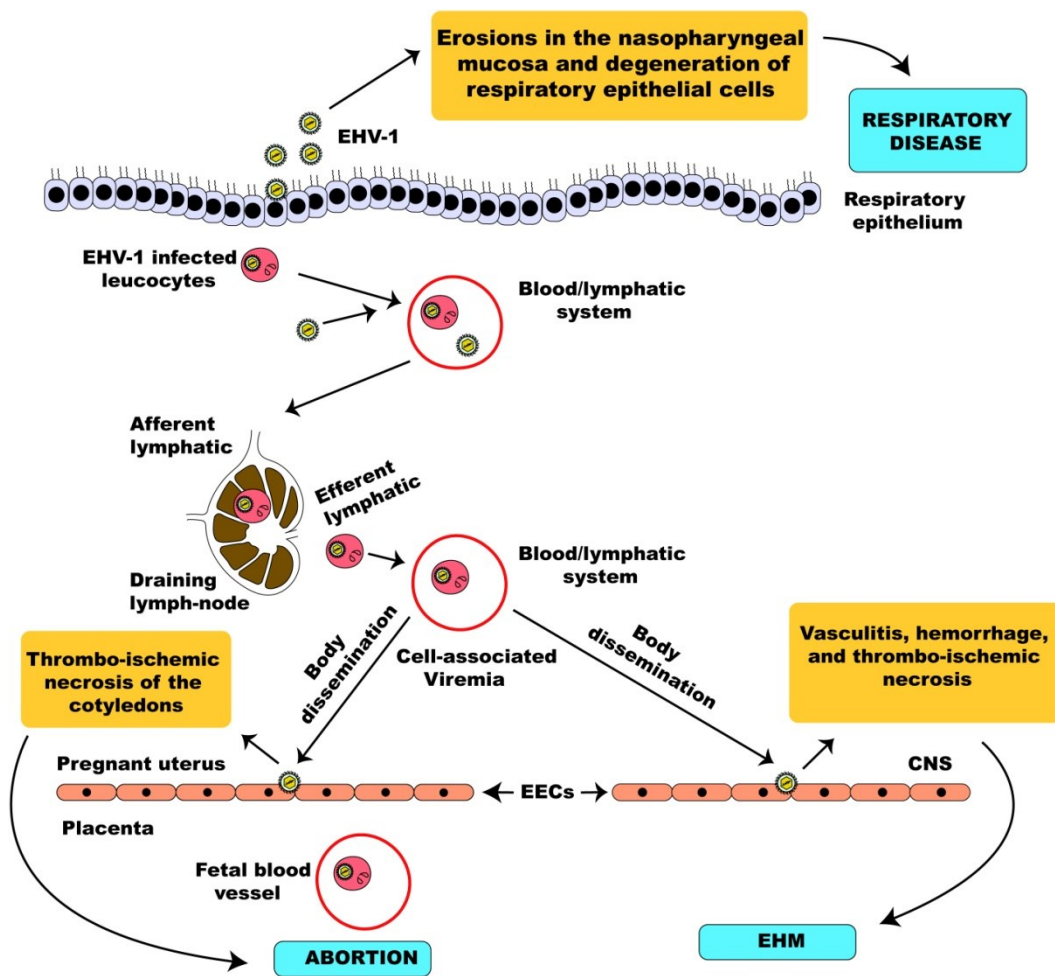 Erosions in the nasopharyngeal
mucosa and degeneration of
respiratory epithelial cells
EHV-1
RESPIRATORY
DISEASE
Respiratory
epithelium
EHV-1 infected
leucocytes
Blood/lymphatic
system
Afferent
lymphatic
Efferent
lymphatic
Draining
lymph-node
Blood/lymphatic
system
Cell-associated
Viremia
Body
dissemination
Body
dissemination
Thrombo-ischemic
necrosis of the
cotyledons
Vasculitis, hemorrhage,
and thrombo-ischemic
necrosis
Pregnant uterus
EECs
CNS
Placenta
Fetal blood
vessel
ABORTION
EHM